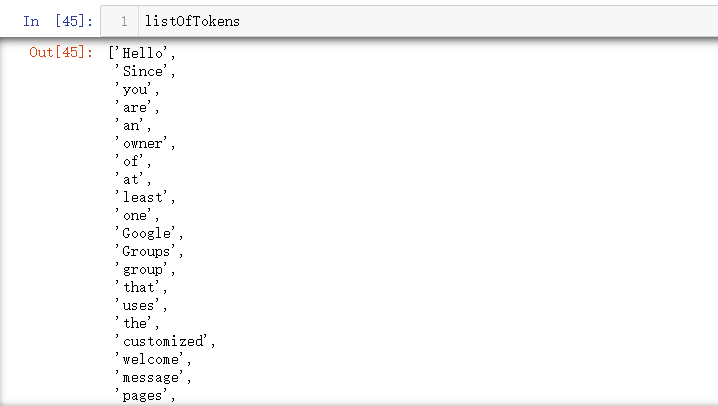 In [45]: 1 listOfTokens
Out[45]: ['Hello',
'Since',
'you',
'are',
'an',
'owner',
'of',
'at',
'least',
'one',
'Google',
'Groups',
'group',
'that',
'uses',
'the',
'customized',
'welcome',
'message',
'pages',